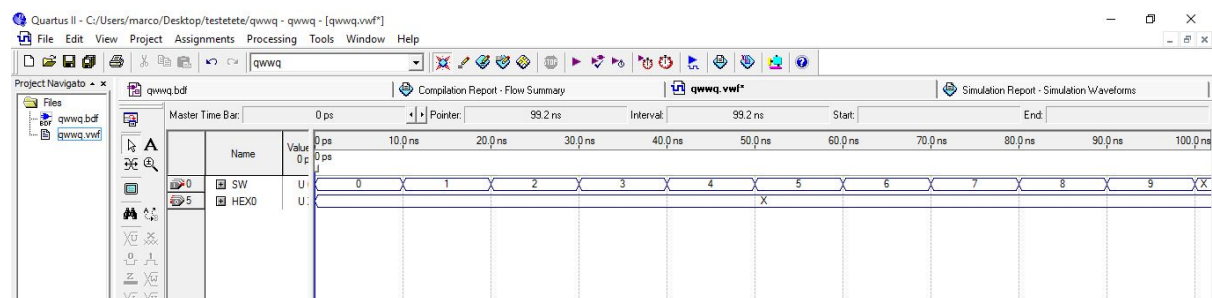 Quartus II - C:/Users/marco/Desktop/testetete/qwwq - qwwq - [qwwq.vwf*]
File Edit View Project Assignments Processing Tools Window Help
qwwq
Project Navigato
Files
qwwq.bdf
qwwq.vwf
qwwq.bdf Compilation Report - Flow Summary qwwq.vwf* Simulation Report - Simulation Waveforms
Master Time Bar: 0 ps Pointer: 99.2 ns Interval: 99.2 ns Start: End:
Name Value 0 p
0 ps 10.0 ns 20.0 ns 30.0 ns 40.0 ns 50.0 ns 60.0 ns 70.0 ns 80.0 ns 90.0 ns 100.0 ns
0 ps
0 SW U 0 1 2 3 4 5 6 7 8 9 X
5 HEX0 U X